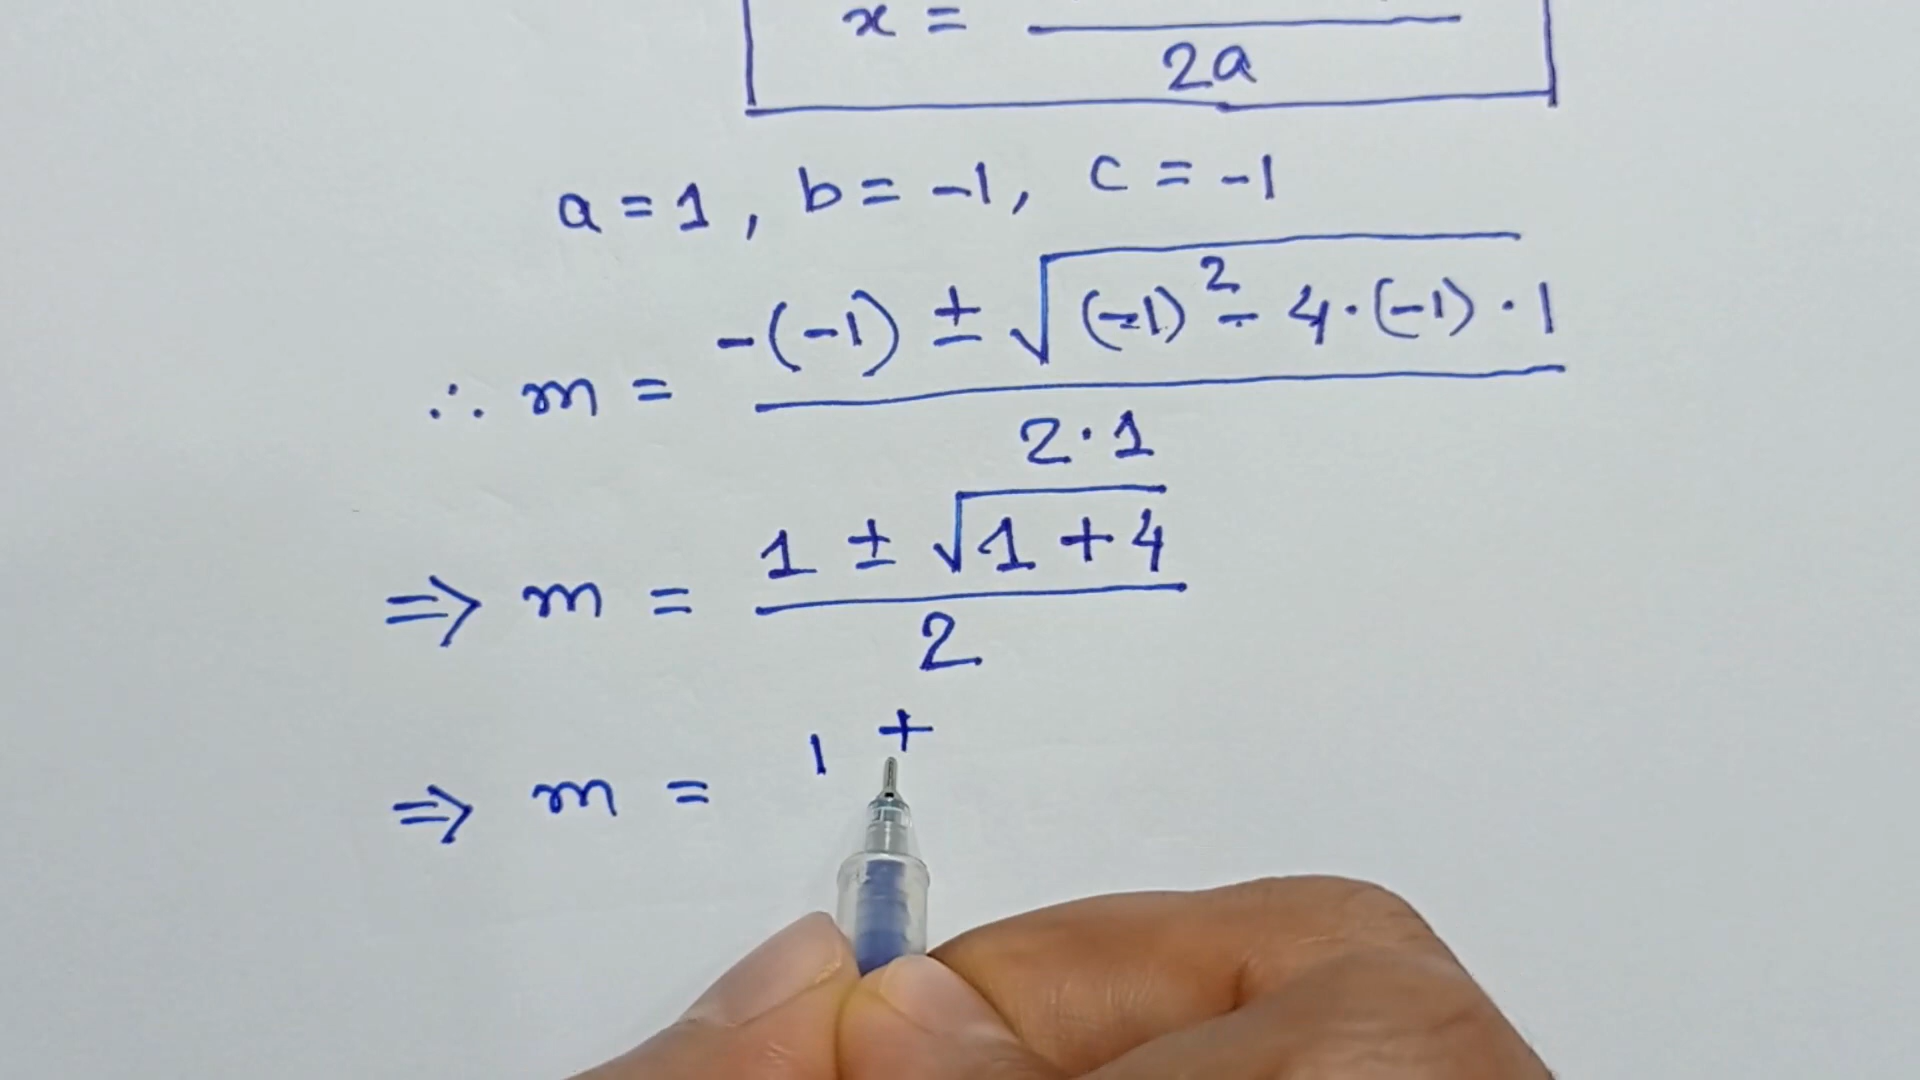 x = ——— / 2a
a = 1 , b = -1, c = -1
∴ m = (-(-1) ± √((-1)² - 4·(-1)·1)) / (2·1)
⇒ m = (1 ± √(1 + 4)) / 2
⇒ m = 1 +